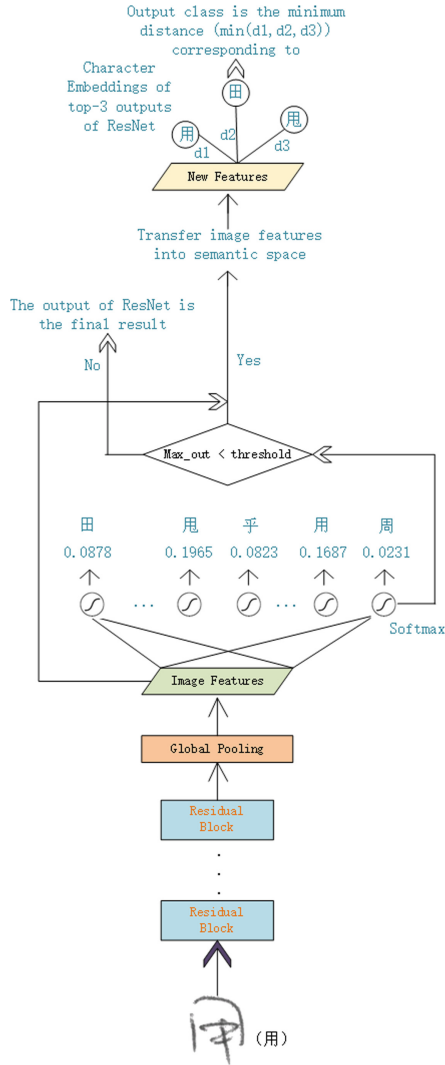 Output class is the minimum
distance (min(d1,d2,d3))
corresponding to
Character
Embeddings of
top-3 outputs
of ResNet
田
用
甩
d1
d2
d3
New Features
Transfer image features
into semantic space
The output of ResNet is
the final result
No
Yes
Max_out < threshold
田 甩 乎 用 周
0.0878 0.1965 0.0823 0.1687 0.0231
... ...
Softmax
Image Features
Global Pooling
Residual
Block
Residual
Block
用 (用)